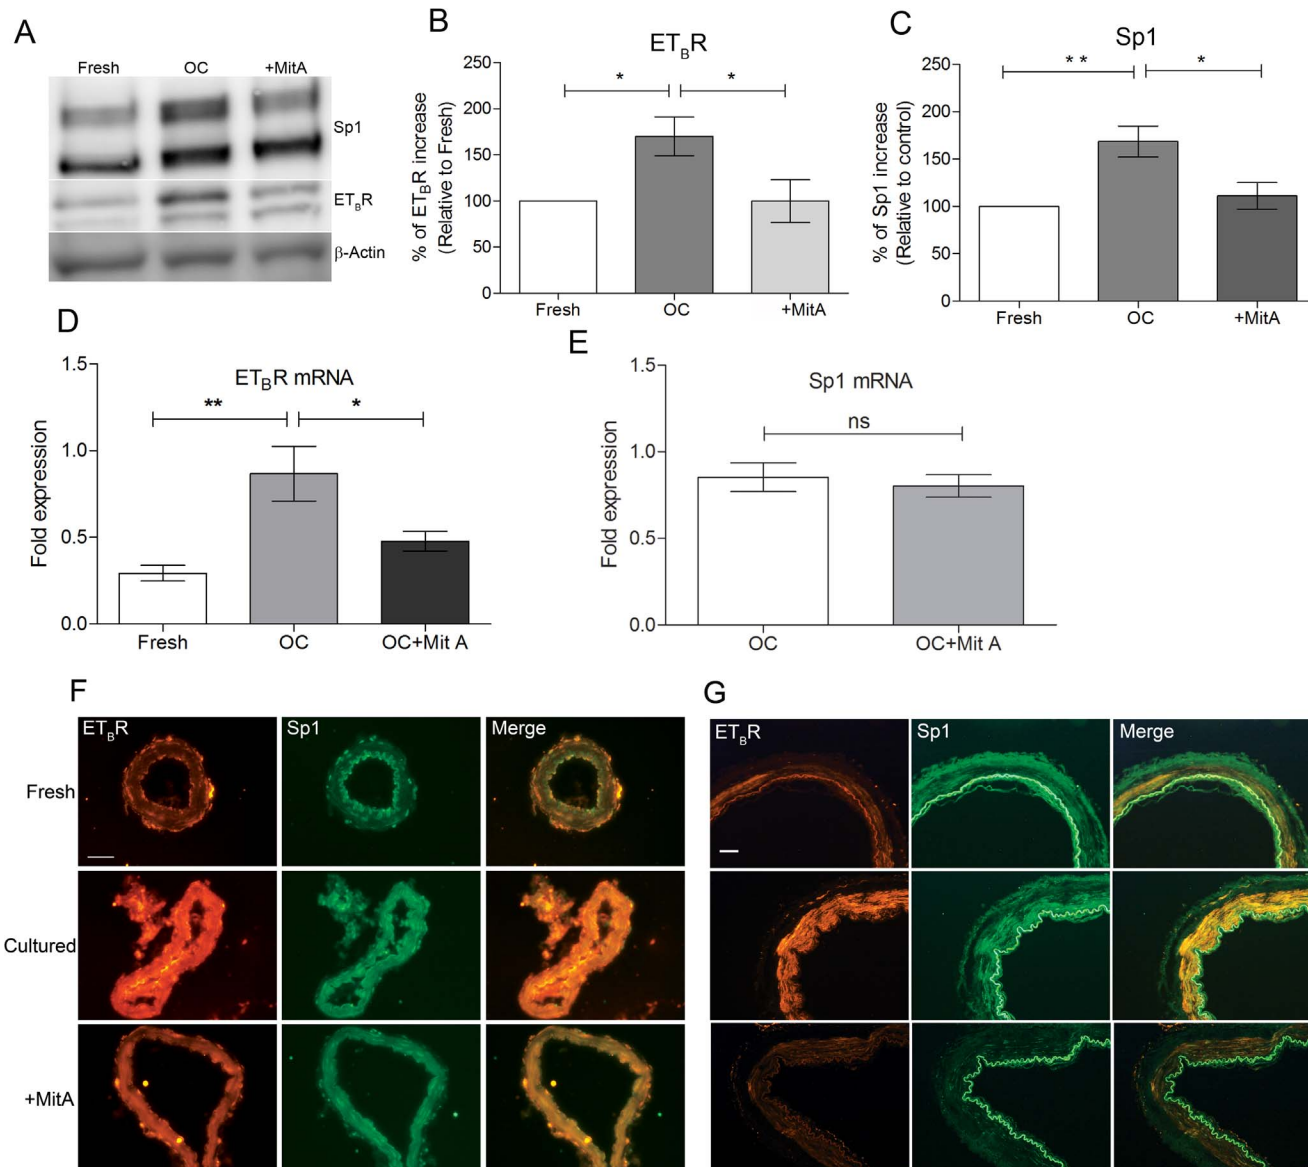 A
Fresh OC +MitA
Sp1
ET_BR
β-Actin
B
ET_BR
* *
% of ET_BR increase
(Relative to Fresh)
250
200
150
100
50
0
Fresh OC +MitA
C
Sp1
** *
% of Sp1 increase
(Relative to control)
250
200
150
100
50
0
Fresh OC +MitA
D
ET_BR mRNA
** *
Fold expression
1.5
1.0
0.5
0.0
Fresh OC OC+Mit A
E
Sp1 mRNA
ns
Fold expression
1.5
1.0
0.5
0.0
OC OC+Mit A
F
ET_BR Sp1 Merge
Fresh
Cultured
+MitA
G
ET_BR Sp1 Merge